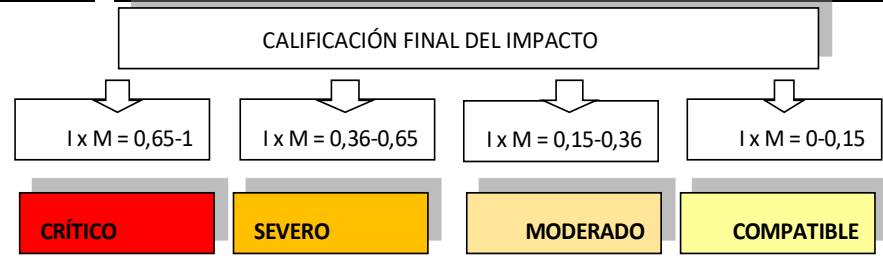 CALIFICACIÓN FINAL DEL IMPACTO
I x M = 0,65-1
I x M = 0,36-0,65
I x M = 0,15-0,36
I x M = 0-0,15
CRÍTICO
SEVERO
MODERADO
COMPATIBLE